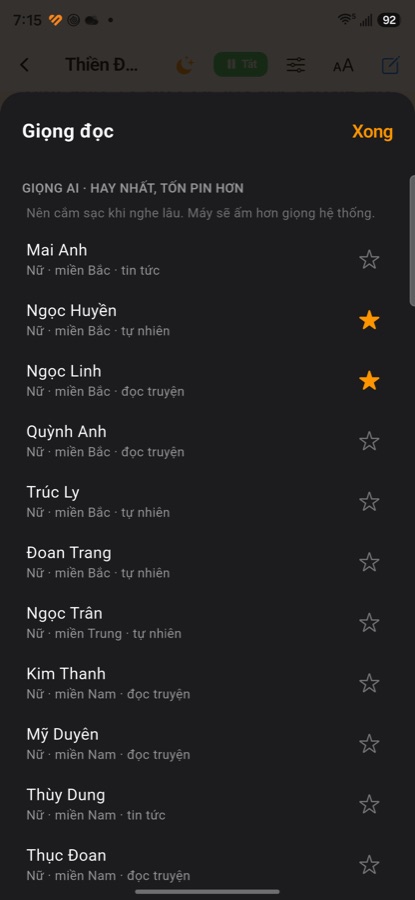 7:15
92
Thiền Đ...
Tắt
AA
Giọng đọc
Xong
GIỌNG AI · HAY NHẤT, TỐN PIN HƠN
Nên cắm sạc khi nghe lâu. Máy sẽ ấm hơn giọng hệ thống.
Mai Anh
Nữ · miền Bắc · tin tức
Ngọc Huyền
Nữ · miền Bắc · tự nhiên
Ngọc Linh
Nữ · miền Bắc · đọc truyện
Quỳnh Anh
Nữ · miền Bắc · đọc truyện
Trúc Ly
Nữ · miền Bắc · tự nhiên
Đoan Trang
Nữ · miền Bắc · tự nhiên
Ngọc Trân
Nữ · miền Trung · tự nhiên
Kim Thanh
Nữ · miền Nam · đọc truyện
Mỹ Duyên
Nữ · miền Nam · đọc truyện
Thùy Dung
Nữ · miền Nam · tin tức
Thục Đoan
Nữ · miền Nam · đọc truyện